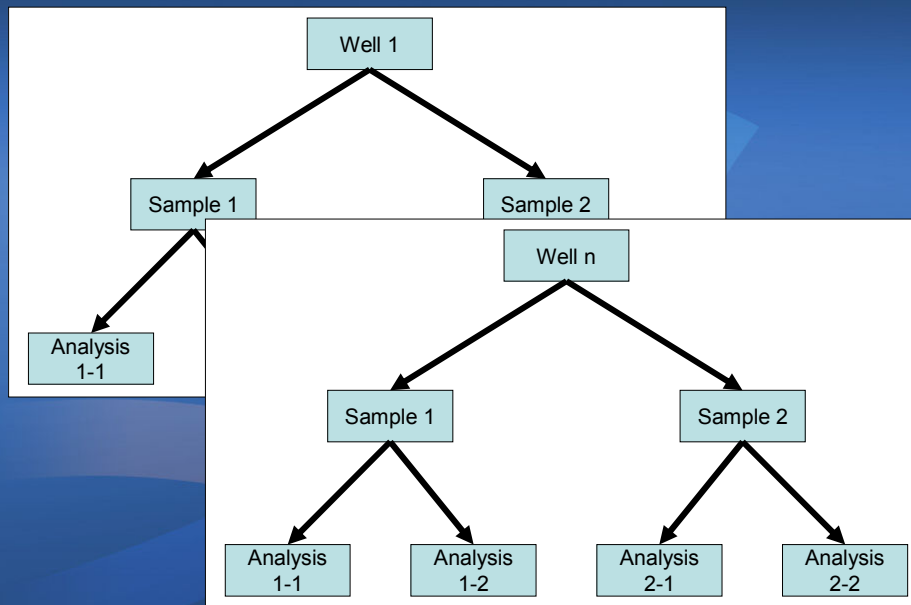 Well 1
Sample 1
Sample 2
Analysis
1-1
Well n
Sample 1
Sample 2
Analysis
1-1
Analysis
1-2
Analysis
2-1
Analysis
2-2